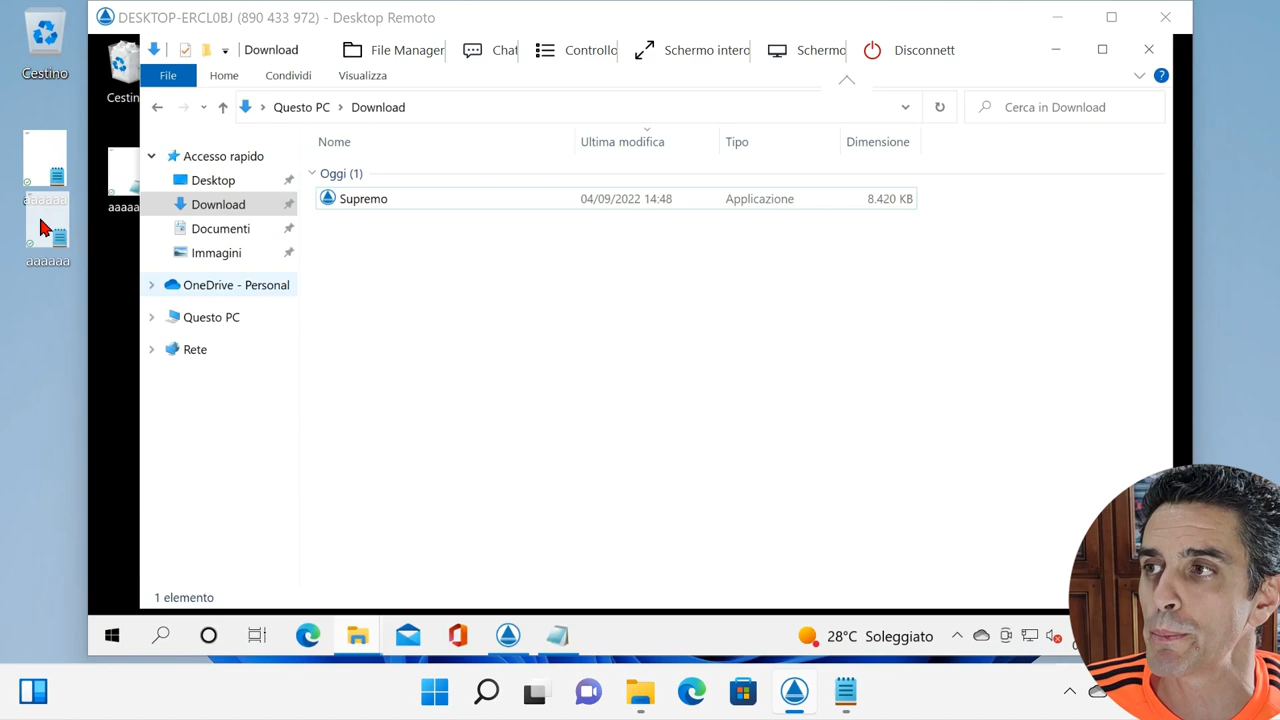 DESKTOP-ERCL0BJ (890 433 972) - Desktop Remoto
Cestino
Cestin
Download
File Manager
Chat
Controllo
Schermo intero
Schermo
Disconnett
File
Home
Condividi
Visualizza
Questo PC
Download
Cerca in Download
Nome
Ultima modifica
Tipo
Dimensione
Accesso rapido
Oggi (1)
Desktop
Supremo
04/09/2022 14:48
Applicazione
8.420 KB
Download
Documenti
Immagini
aaaaaa
aaaaaa
OneDrive - Personal
Questo PC
Rete
1 elemento
28°C Soleggiato